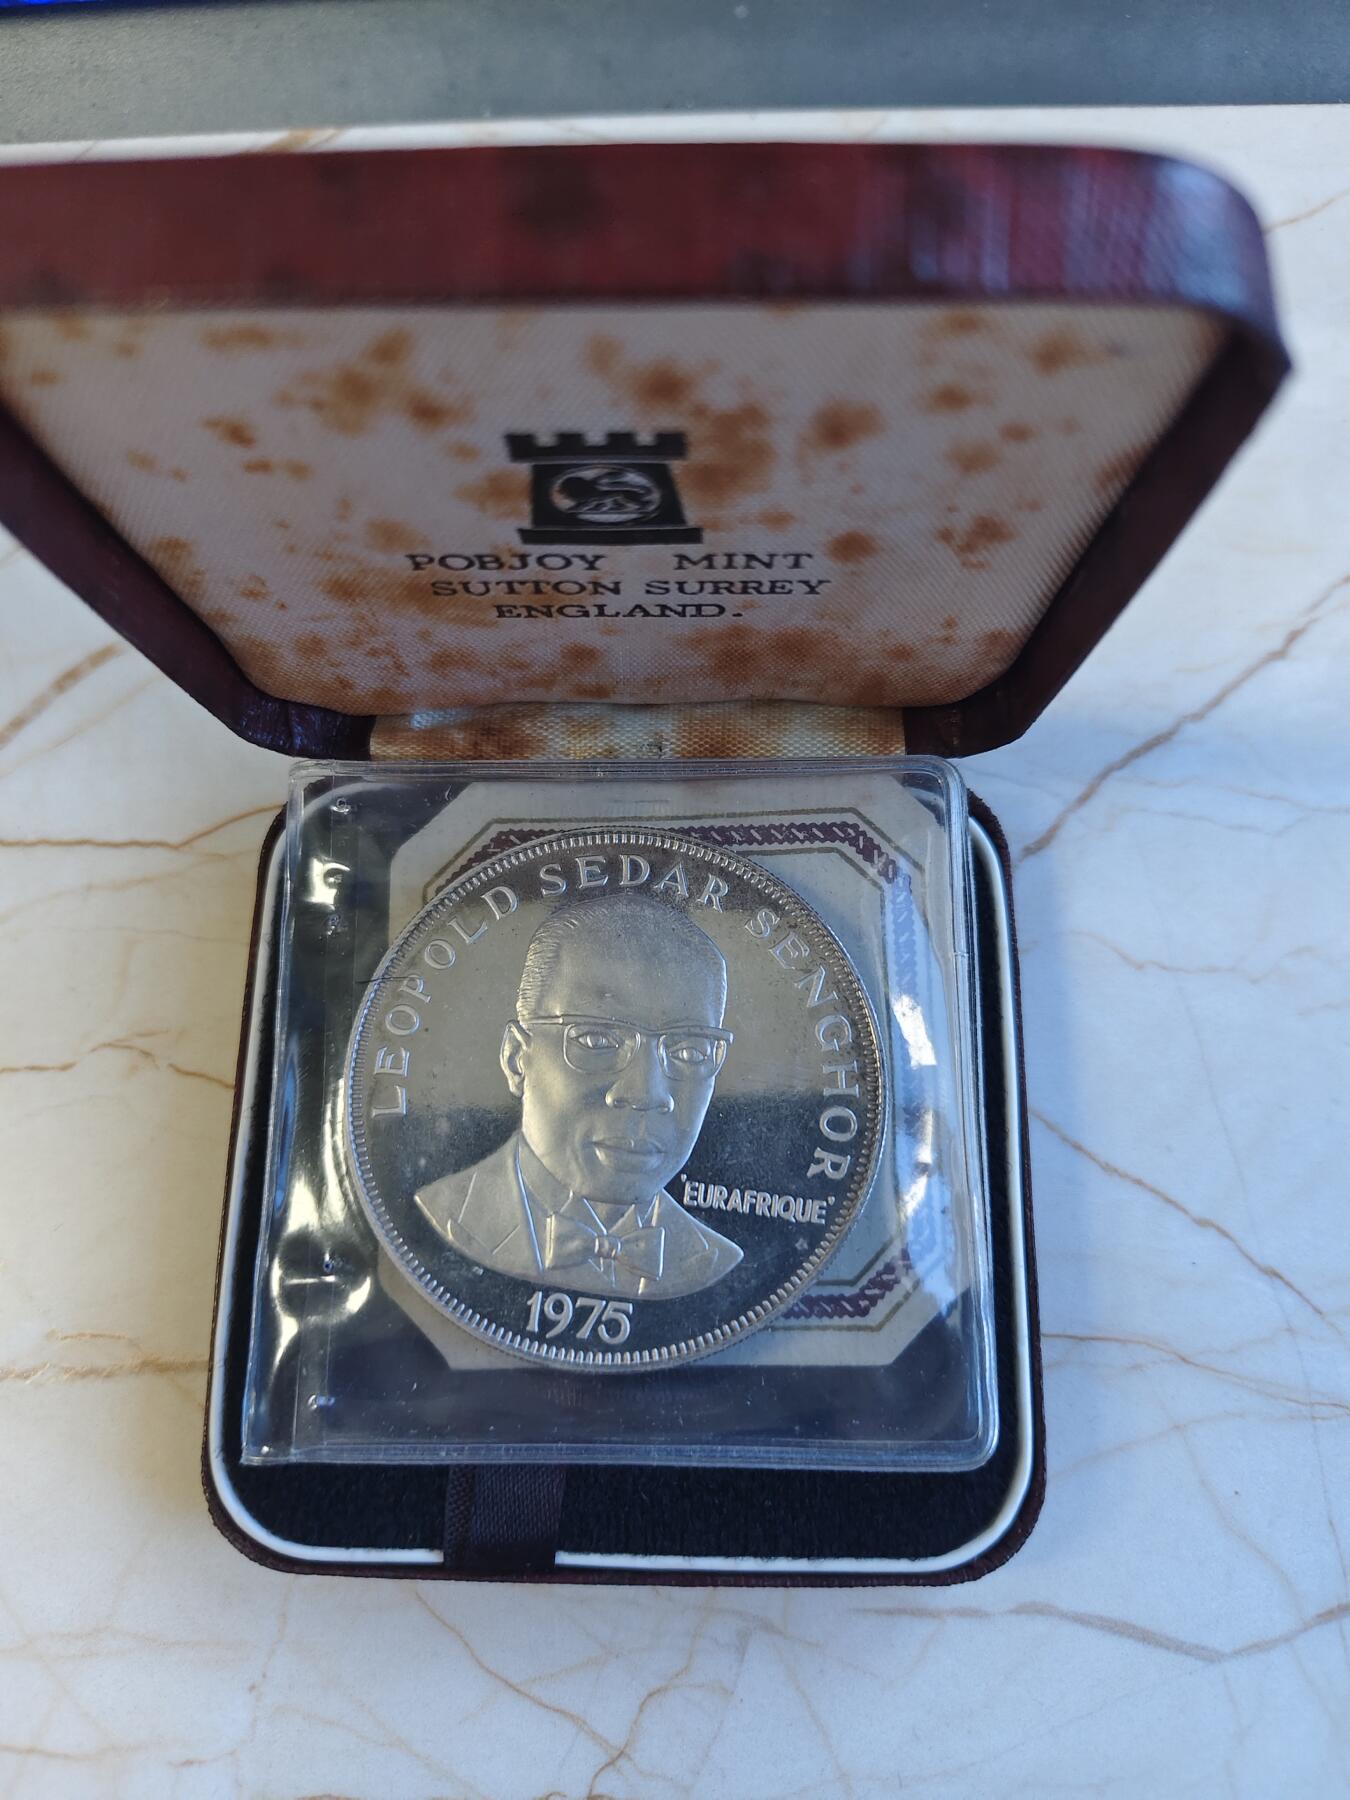 POBJOY MINT
SUTTON SURREY
ENGLAND.
LEOPOLD SEDAR SENGHOR
"EURAFRIQUE"
1975